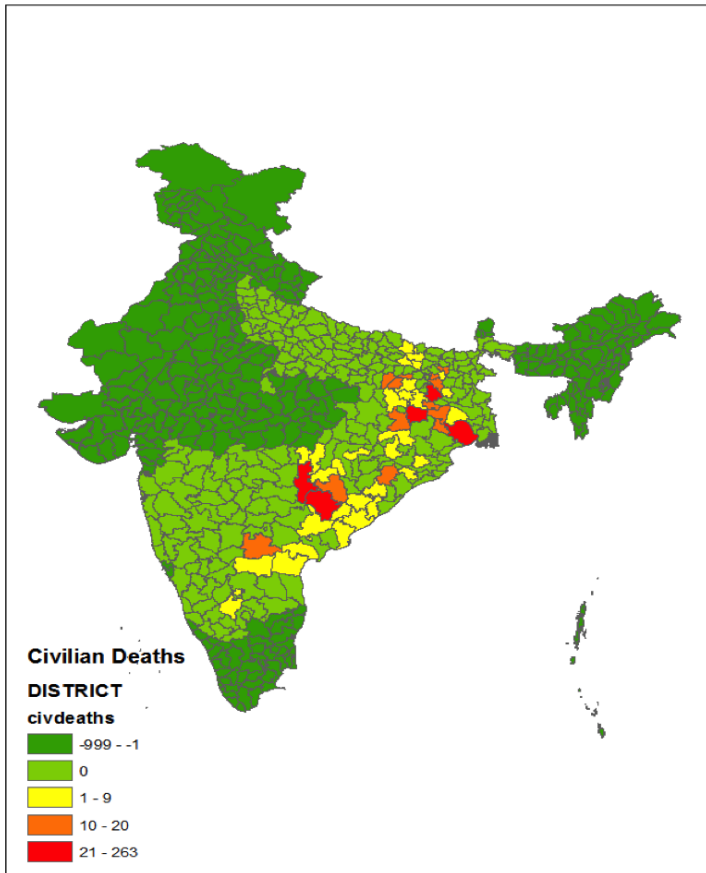 Civilian Deaths
DISTRICT
civdeaths
-999 - -1
0
1 - 9
10 - 20
21 - 263